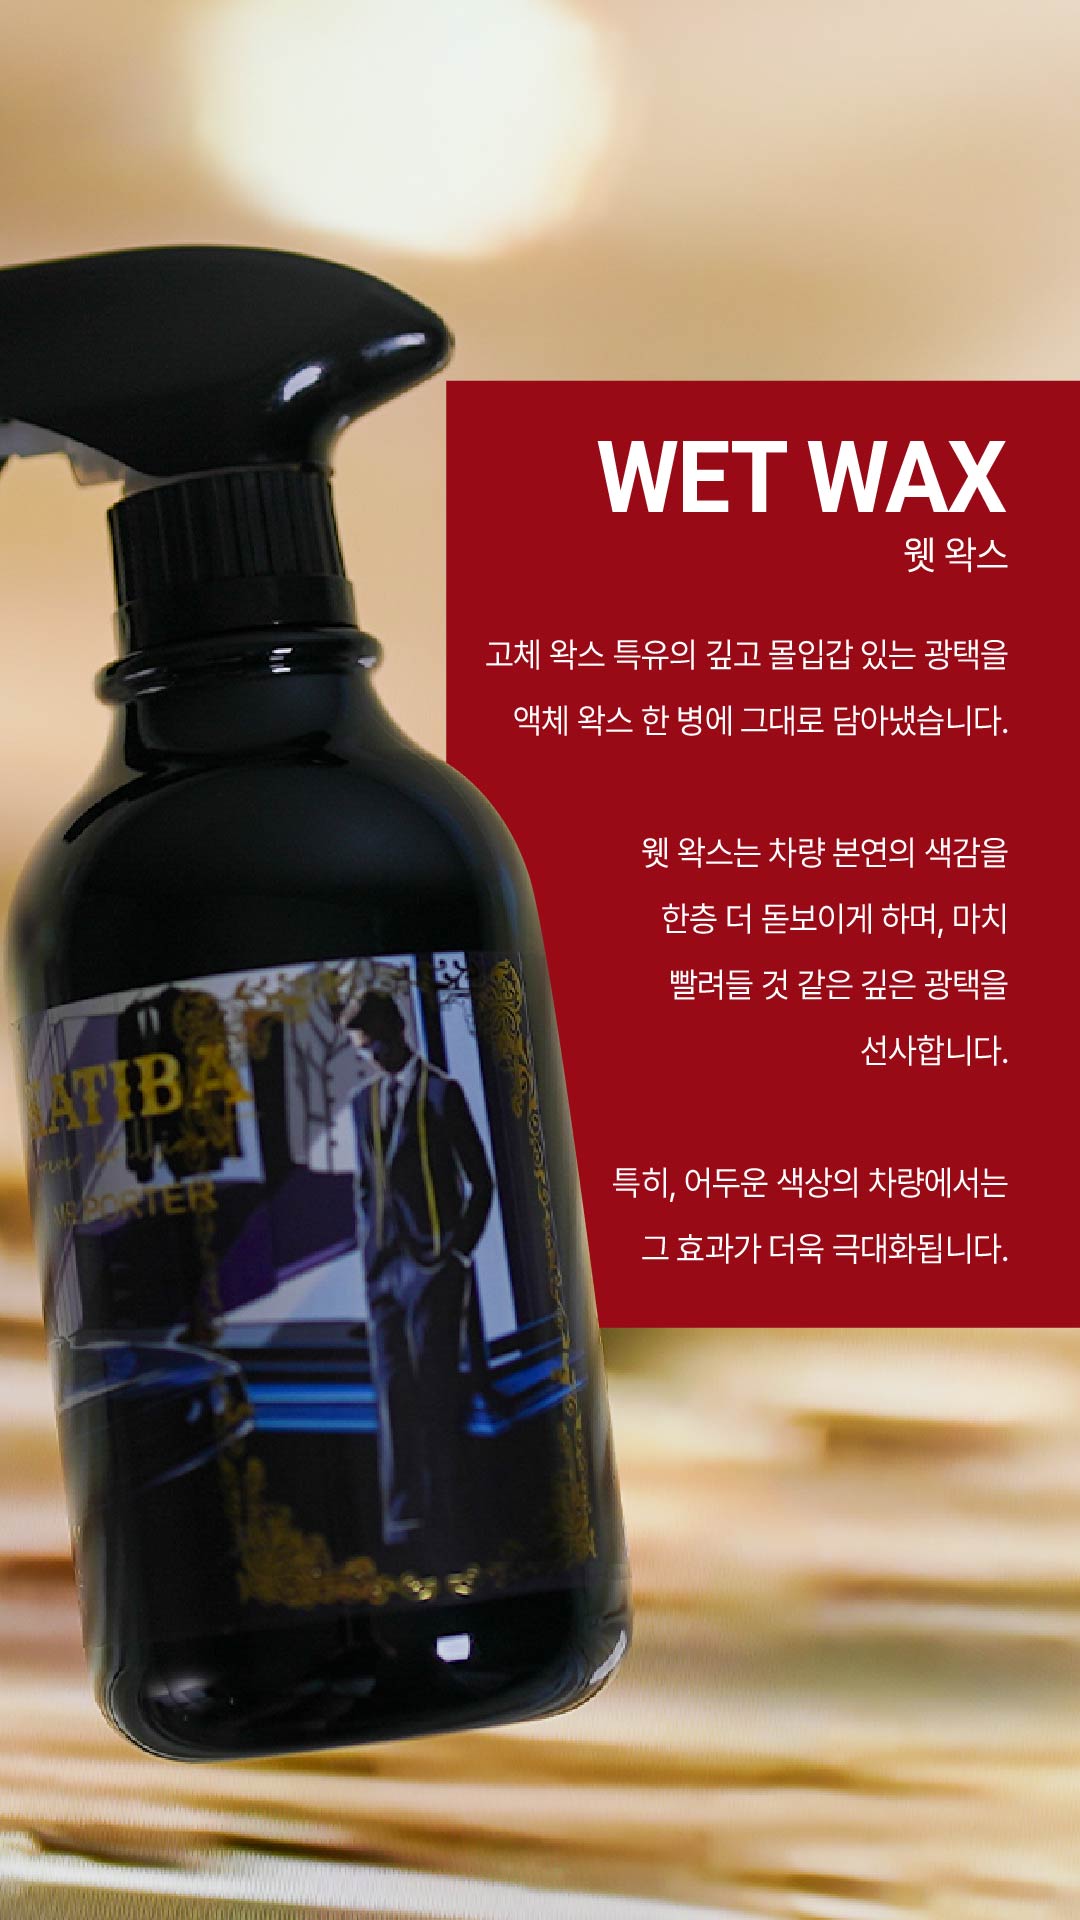 WET WAX
웻 왁스
고체 왁스 특유의 깊고 몰입갑 있는 광택을
액체 왁스 한 병에 그대로 담아냈습니다.
웻 왁스는 차량 본연의 색감을
한층 더 돋보이게 하며, 마치
빨려들 것 같은 깊은 광택을
선사합니다.
특히, 어두운 색상의 차량에서는
그 효과가 더욱 극대화됩니다.
PORTER